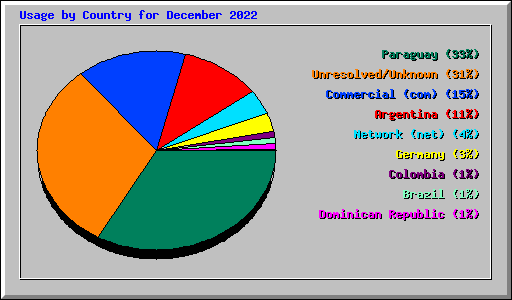 Usage by Country for December 2022
Paraguay (33%)
Unresolved/Unknown (31%)
Commercial (com) (15%)
Argentina (11%)
Network (net) (4%)
Germany (3%)
Colombia (1%)
Brazil (1%)
Dominican Republic (1%)